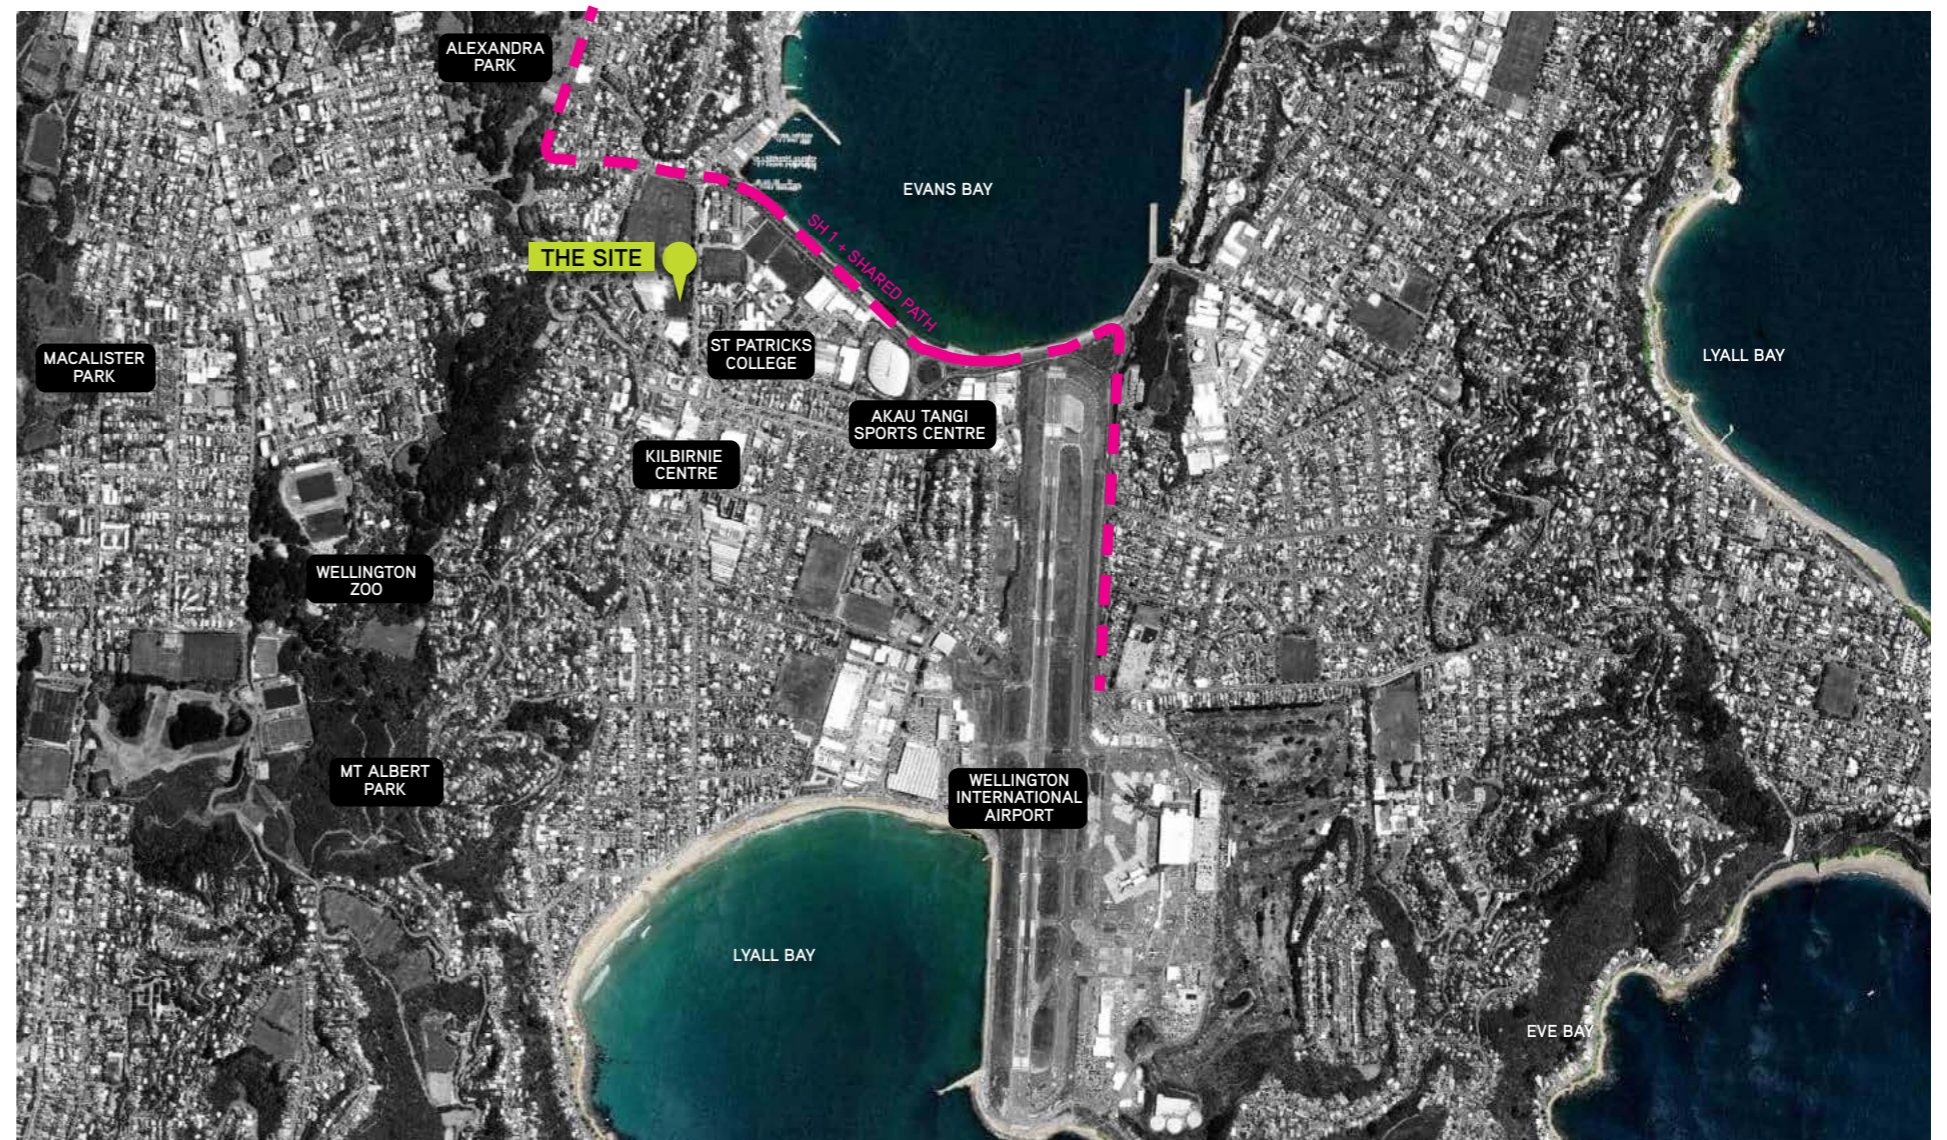 ALEXANDRA
PARK
EVANS BAY
SH 1 + SHARED PATH
THE SITE
ST PATRICKS
COLLEGE
MACALISTER
PARK
LYALL BAY
AKAU TANGI
SPORTS CENTRE
KILBIRNIE
CENTRE
WELLINGTON
ZOO
MT ALBERT
PARK
WELLINGTON
INTERNATIONAL
AIRPORT
LYALL BAY
EVE BAY